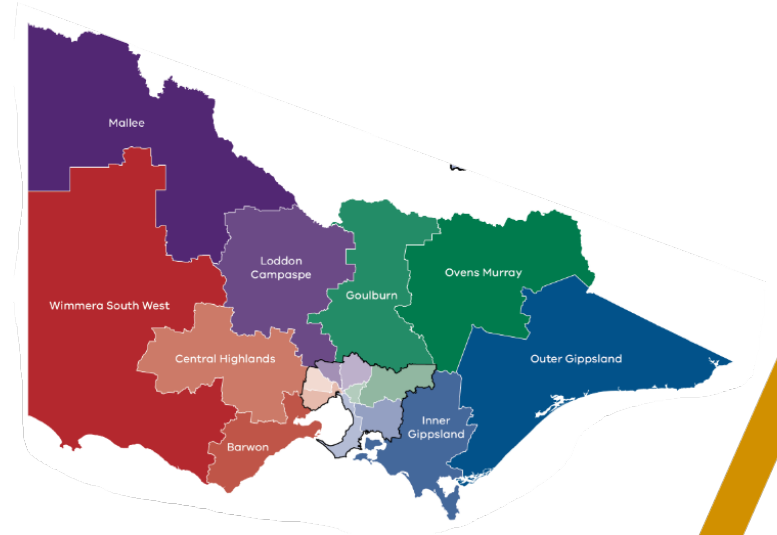 Mallee
Loddon
Campaspe
Goulburn
Ovens Murray
Wimmera South West
Central Highlands
Outer Gippsland
Inner
Gippsland
Barwon